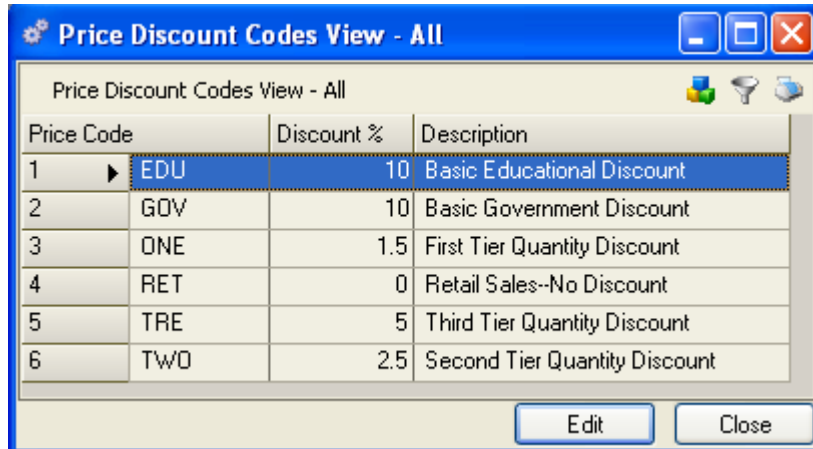 Price Discount Codes View - All
Price Discount Codes View - All
Price Code Discount % Description
1 EDU 10 Basic Educational Discount
2 GOV 10 Basic Government Discount
3 ONE 1.5 First Tier Quantity Discount
4 RET 0 Retail Sales--No Discount
5 TRE 5 Third Tier Quantity Discount
6 TWO 2.5 Second Tier Quantity Discount
Edit Close